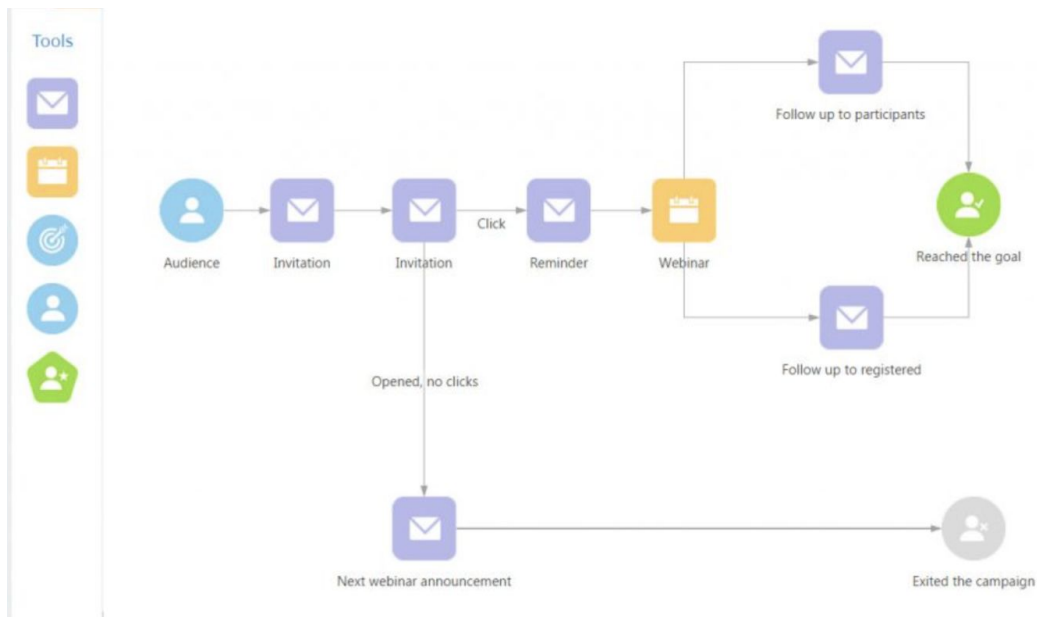 Tools
Follow up to participants
Click
Audience
Invitation
Invitation
Reminder
Webinar
Reached the goal
Follow up to registered
Opened, no clicks
Next webinar announcement
Exited the campaign